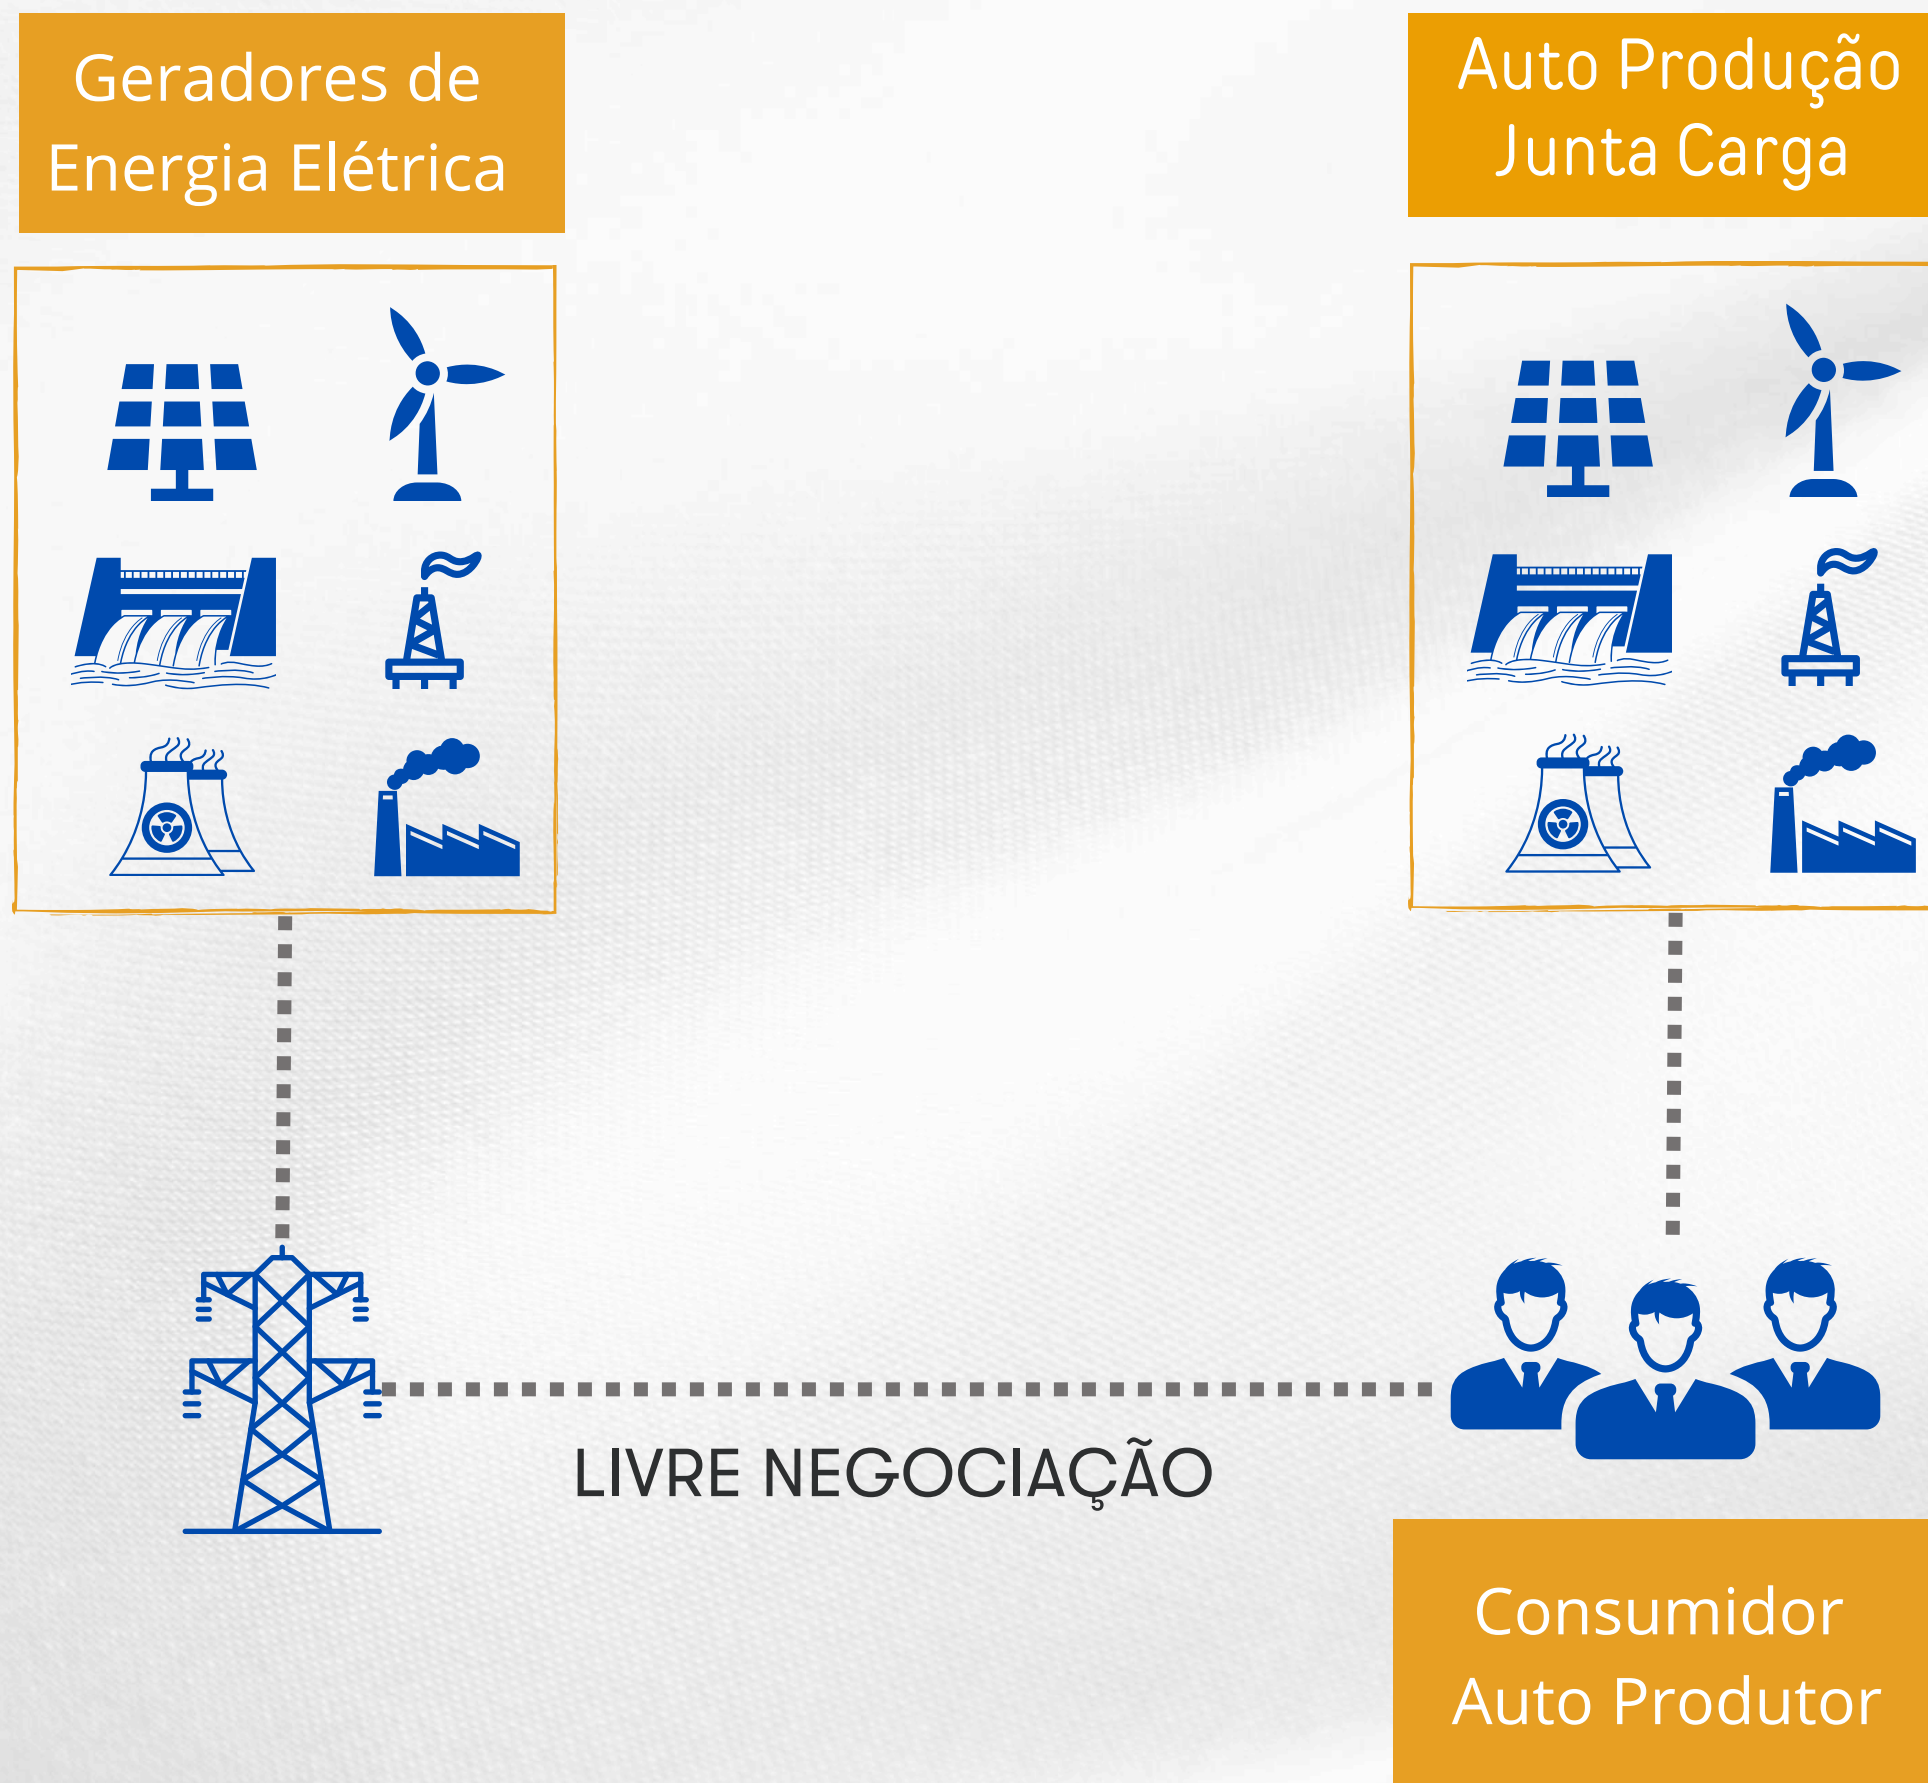 Geradores de
Energia Elétrica
Auto Produção
Junta Carga
LIVRE NEGOCIAÇÃO
Consumidor
Auto Produtor